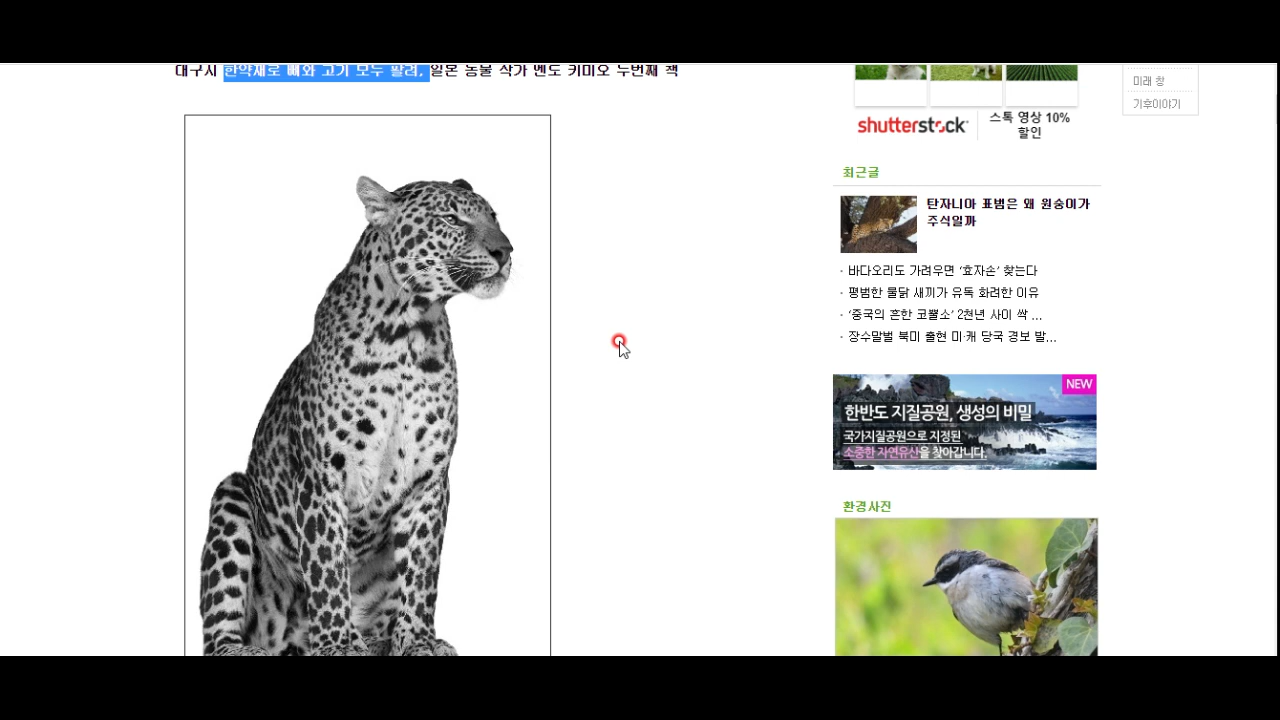 대구시 한약재로 뼈와 고기 모두 팔려, 일본 동물 작가 엔도 키미오 두번째 책
미래 창
기후이야기
shutterstock
스톡 영상 10%
할인
최근글
탄자니아 표범은 왜 원숭이가
주식일까
· 바다오리도 가려우면 ‘효자손’ 찾는다
· 평범한 물닭 새끼가 유독 화려한 이유
· ‘중국의 흔한 코뿔소’ 2천년 사이 싹 ...
· 장수말벌 북미 출현 미·캐 당국 경보 발...
NEW
한반도 지질공원, 생성의 비밀
국가지질공원으로 지정된
소중한 자연유산을 찾아갑니다.
환경사진